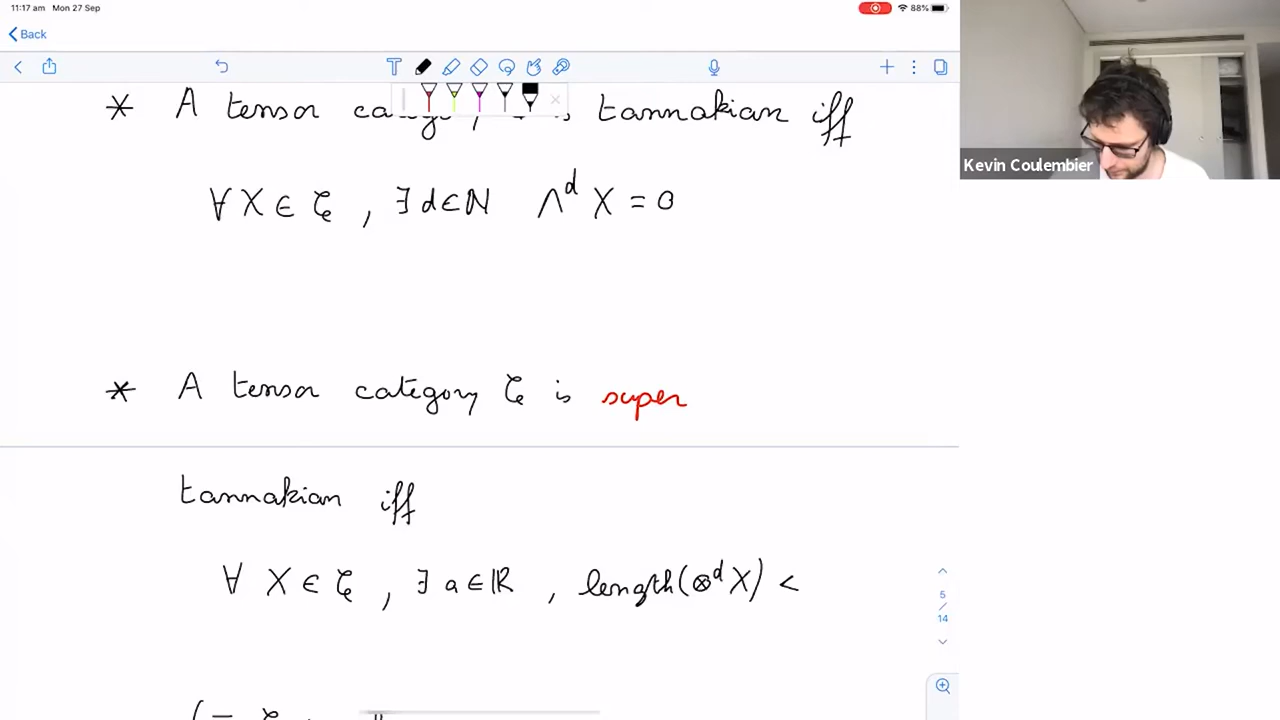 11:17 am Mon 27 Sep
88%
Back
* A tensor is tannakian iff
∀ X ∈ 𝒞 , ∃ d ∈ ℕ Λ^d X = 0
* A tensor category 𝒞 is super
tannakian iff
∀ X ∈ 𝒞 , ∃ a ∈ ℝ , length(⊗^d X) <
5
/
14
Kevin Coulembier